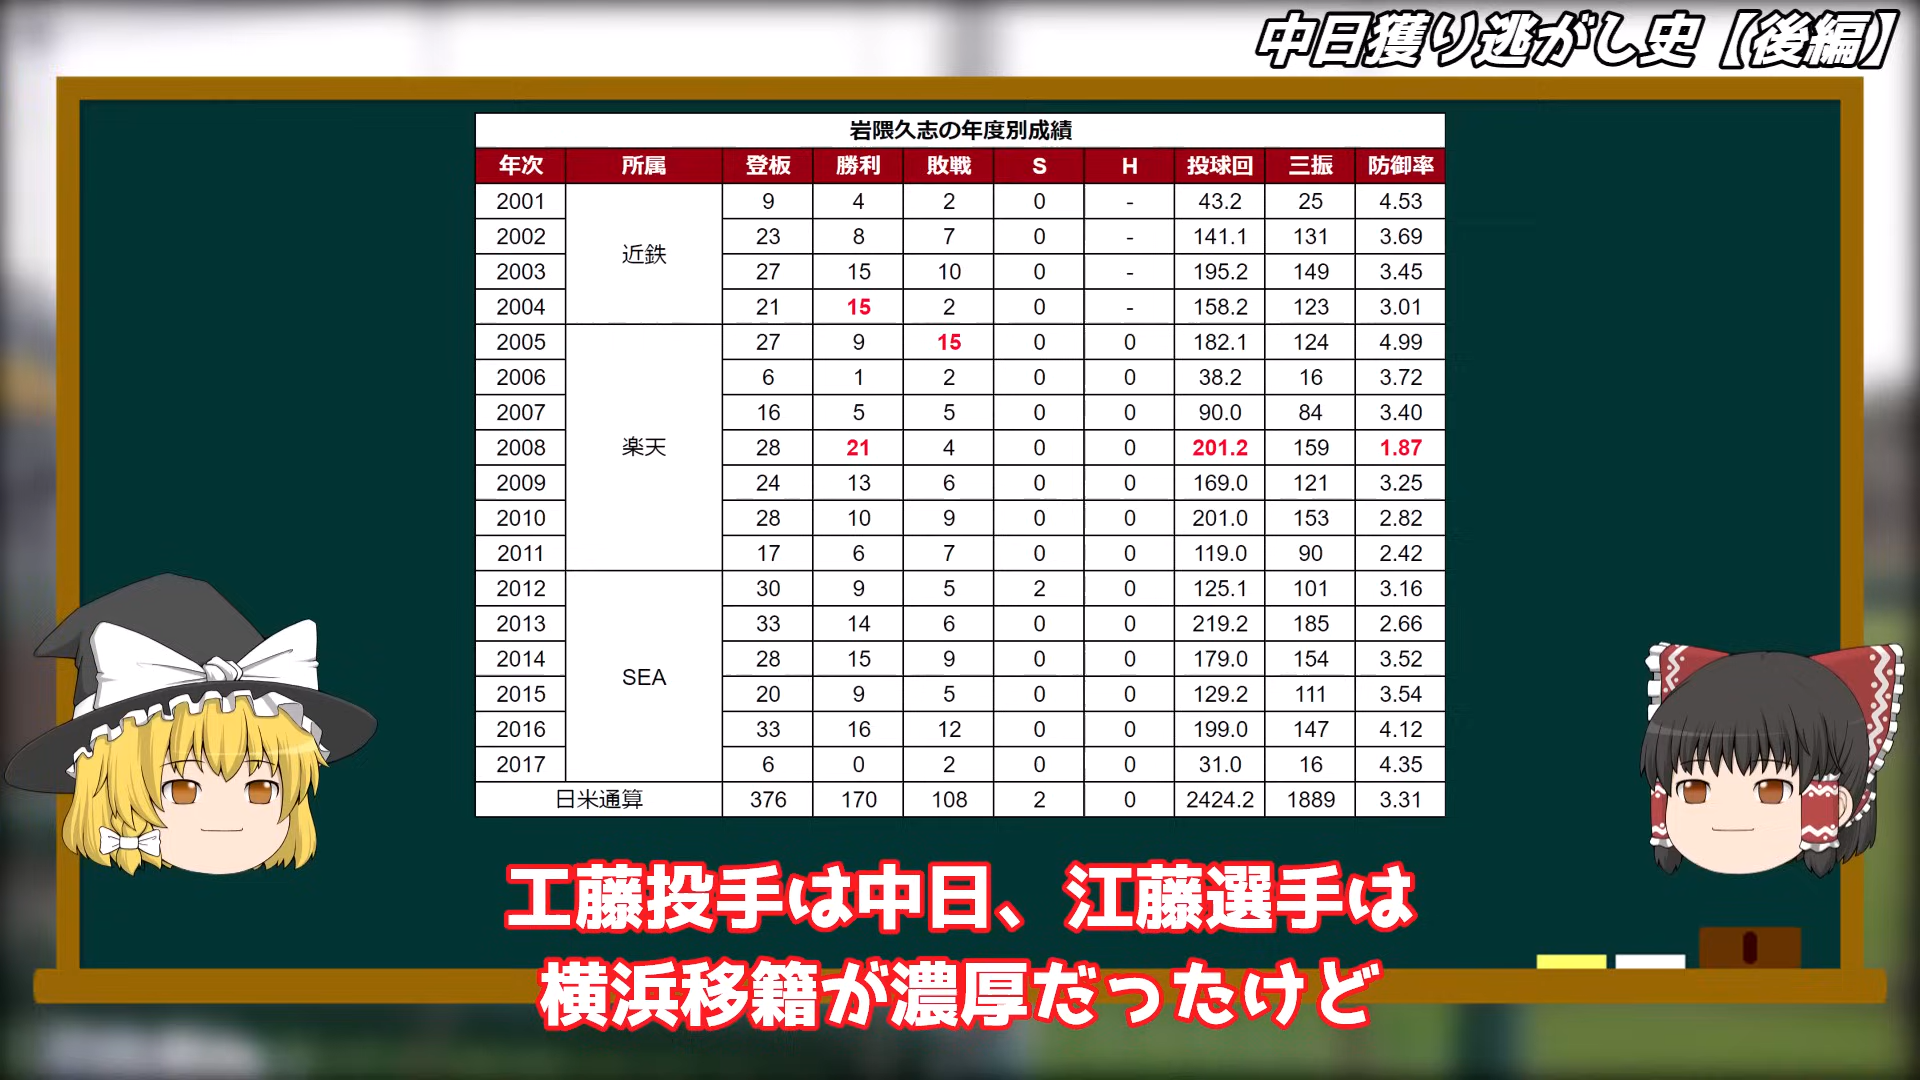 中日獲り逃がし史【後編】
岩隈久志の年度別成績
年次 所属 登板 勝利 敗戦 S H 投球回 三振 防御率
2001 近鉄 9 4 2 0 - 43.2 25 4.53
2002 23 8 7 0 - 141.1 131 3.69
2003 27 15 10 0 - 195.2 149 3.45
2004 21 15 2 0 - 158.2 123 3.01
2005 楽天 27 9 15 0 0 182.1 124 4.99
2006 6 1 2 0 0 38.2 16 3.72
2007 16 5 5 0 0 90.0 84 3.40
2008 28 21 4 0 0 201.2 159 1.87
2009 24 13 6 0 0 169.0 121 3.25
2010 28 10 9 0 0 201.0 153 2.82
2011 17 6 7 0 0 119.0 90 2.42
2012 SEA 30 9 5 2 0 125.1 101 3.16
2013 33 14 6 0 0 219.2 185 2.66
2014 28 15 9 0 0 179.0 154 3.52
2015 20 9 5 0 0 129.2 111 3.54
2016 33 16 12 0 0 199.0 147 4.12
2017 6 0 2 0 0 31.0 16 4.35
日米通算 376 170 108 2 0 2424.2 1889 3.31
工藤投手は中日、江藤選手は
横浜移籍が濃厚だったけど